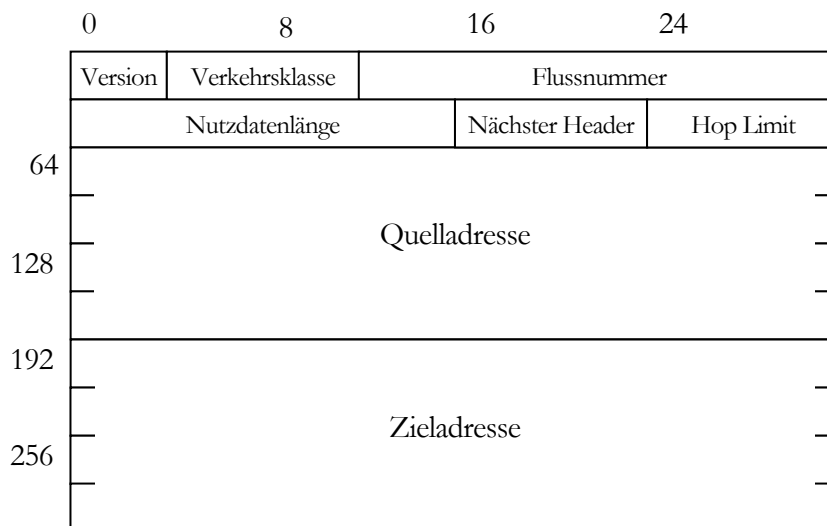 0 8 16 24
Version Verkehrsklasse Flussnummer
Nutzdatenlänge Nächster Header Hop Limit
64
Quelladresse
128
192
Zieladresse
256